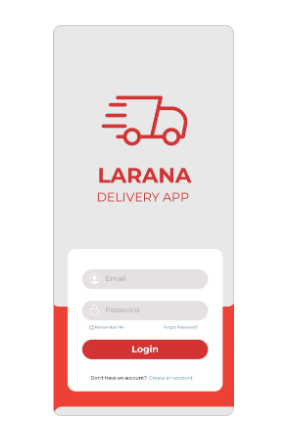 LARANA
DELIVERY APP
Email
Password
Remember Me Forgot Password?
Login
Don't have an account? Create an account